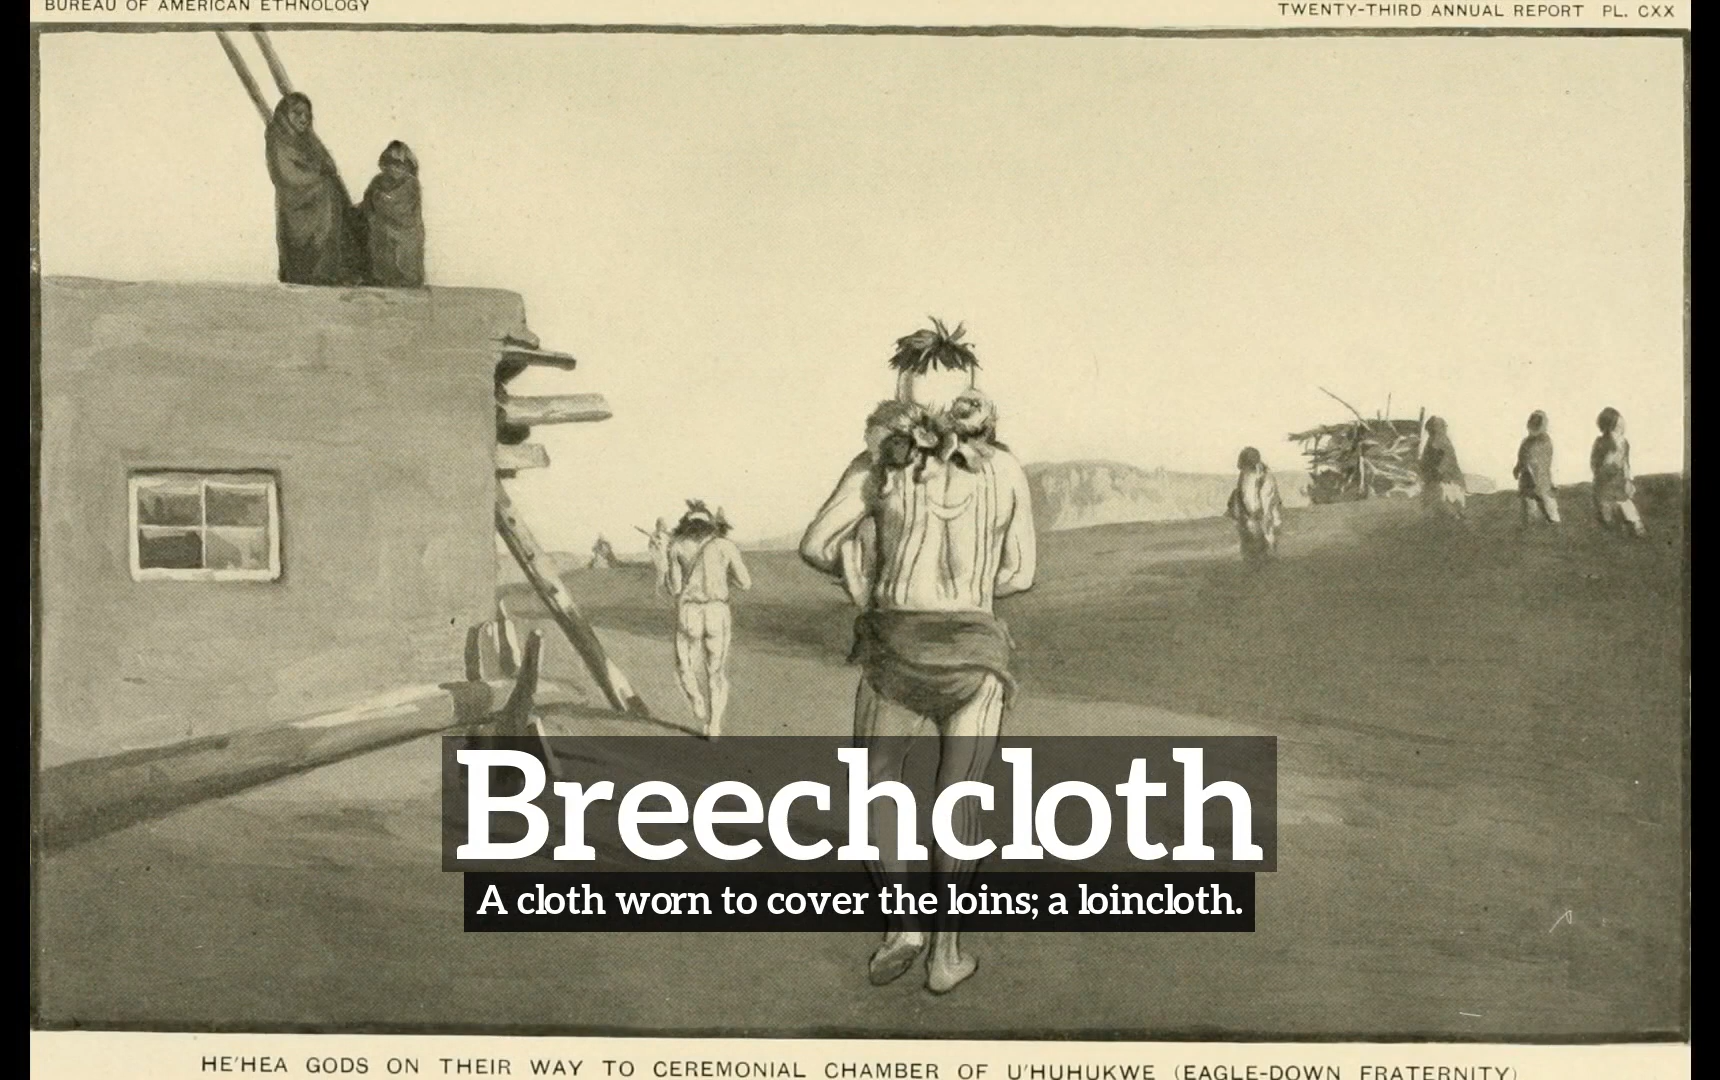 BUREAU OF AMERICAN ETHNOLOGY
TWENTY-THIRD ANNUAL REPORT PL. CXX
Breechcloth
A cloth worn to cover the loins; a loincloth.
HE'HEA GODS ON THEIR WAY TO CEREMONIAL CHAMBER OF U'HUHUKWE (EAGLE-DOWN FRATERNITY)